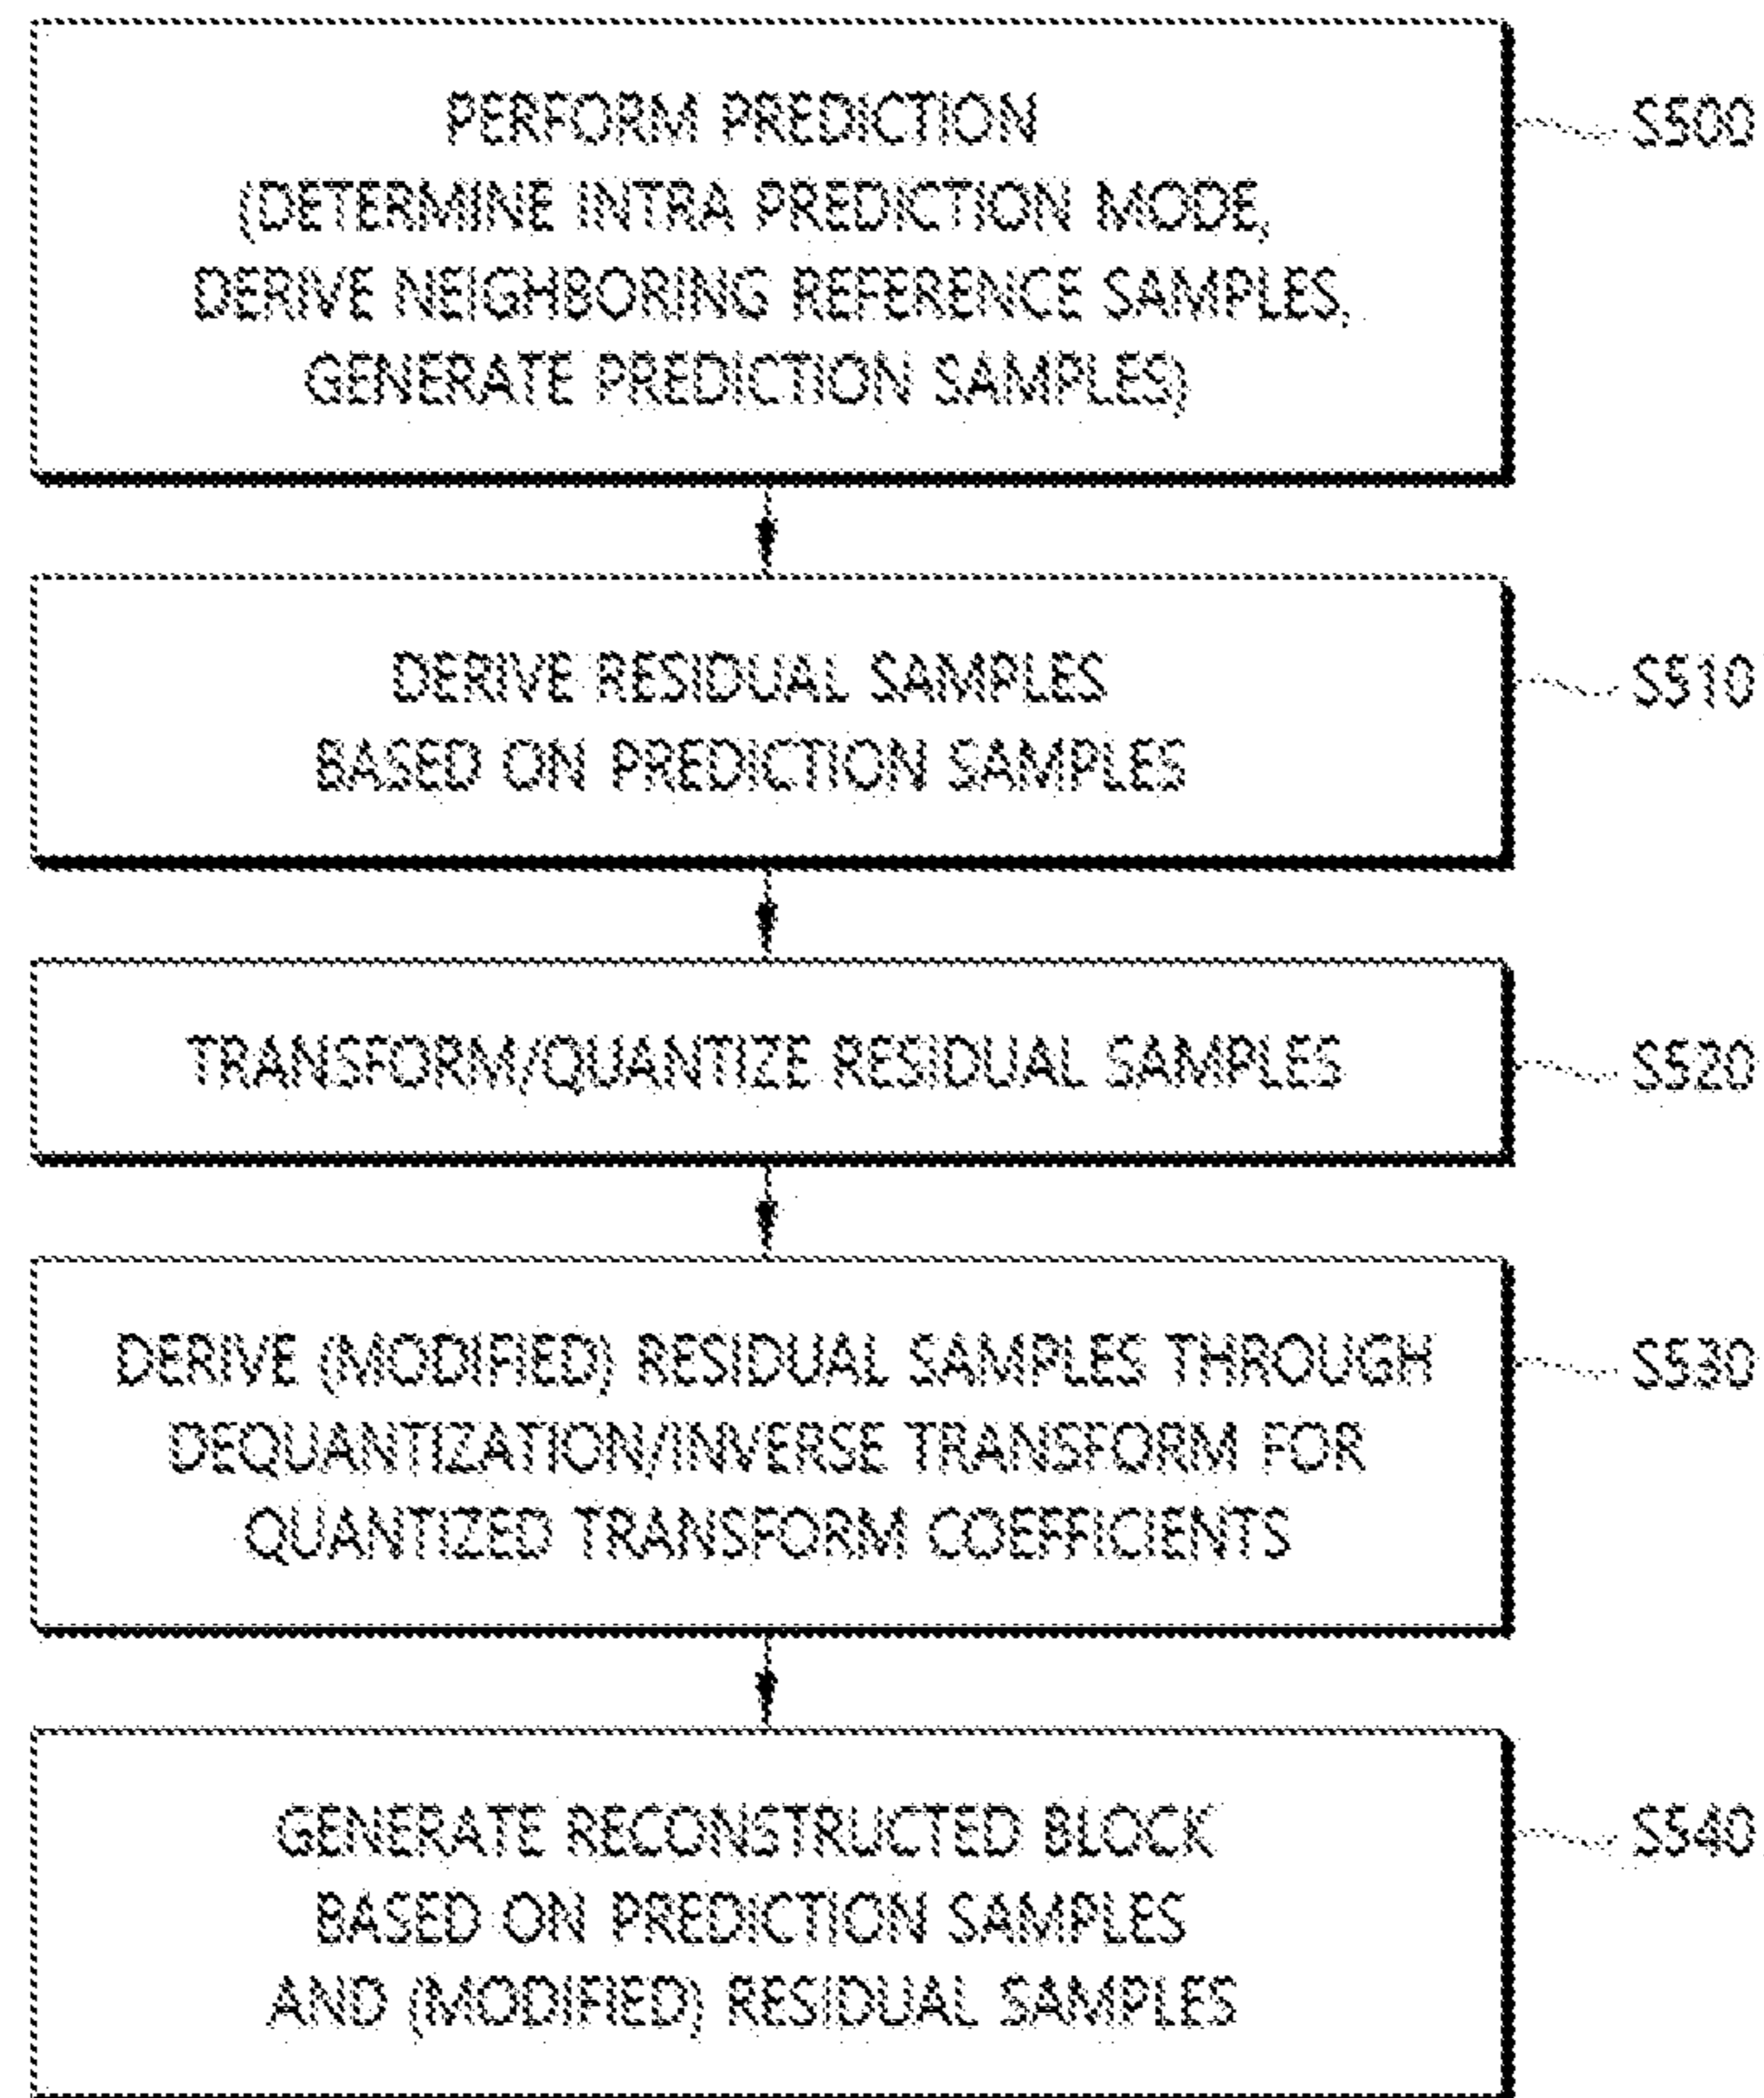 PERFORM PREDICTION
(DETERMINE INTRA PREDICTION MODE,
DERIVE NEIGHBORING REFERENCE SAMPLES,
GENERATE PREDICTION SAMPLES)
S500
DERIVE RESIDUAL SAMPLES
BASED ON PREDICTION SAMPLES
S510
TRANSFORM/QUANTIZE RESIDUAL SAMPLES
S520
DERIVE (MODIFIED) RESIDUAL SAMPLES THROUGH
DEQUANTIZATION/INVERSE TRANSFORM FOR
QUANTIZED TRANSFORM COEFFICIENTS
S530
GENERATE RECONSTRUCTED BLOCK
BASED ON PREDICTION SAMPLES
AND (MODIFIED) RESIDUAL SAMPLES
S540